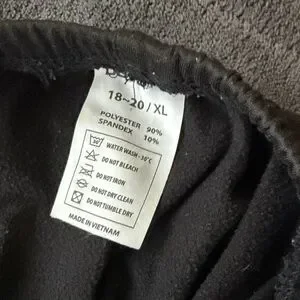 18~20 / XL
POLYESTER 90%
SPANDEX 10%
WATER WASH - 30°C
DO NOT BLEACH
DO NOT IRON
DO NOT DRY CLEAN
DO NOT TUMBLE DRY
MADE IN VIETNAM